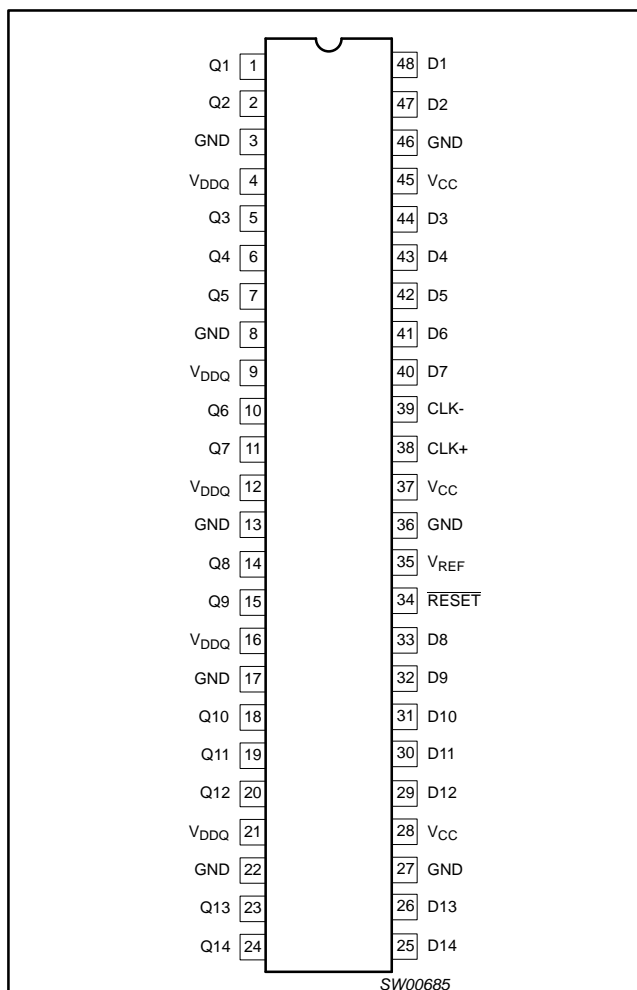 Q1 1 48 D1
Q2 2 47 D2
GND 3 46 GND
VDDQ 4 45 VCC
Q3 5 44 D3
Q4 6 43 D4
Q5 7 42 D5
GND 8 41 D6
VDDQ 9 40 D7
Q6 10 39 CLK-
Q7 11 38 CLK+
VDDQ 12 37 VCC
GND 13 36 GND
Q8 14 35 VREF
Q9 15 34 RESET
VDDQ 16 33 D8
GND 17 32 D9
Q10 18 31 D10
Q11 19 30 D11
Q12 20 29 D12
VDDQ 21 28 VCC
GND 22 27 GND
Q13 23 26 D13
Q14 24 25 D14
SW00685